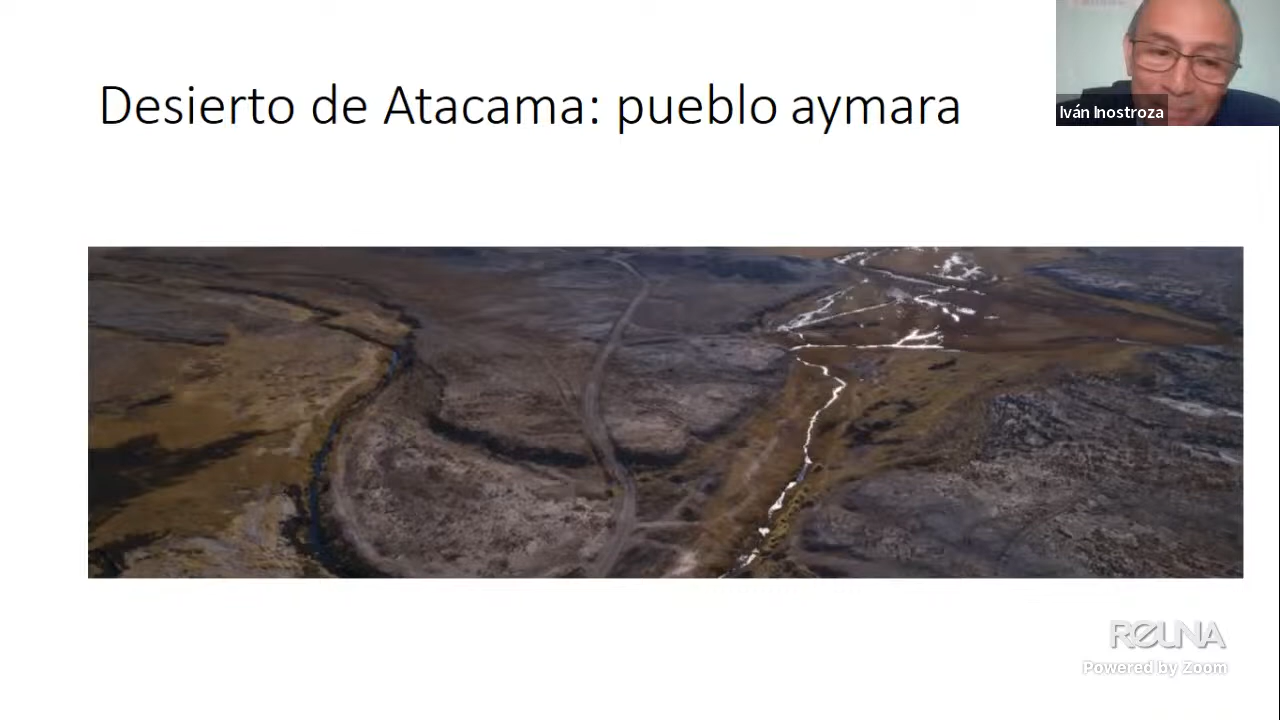 Desierto de Atacama: pueblo aymara
Iván Inostroza
REUNA
Powered by Zoom